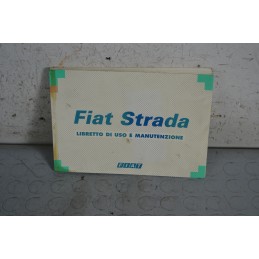 Fiat Strada
LIBRETTO DI USO E MANUTENZIONE
FIAT